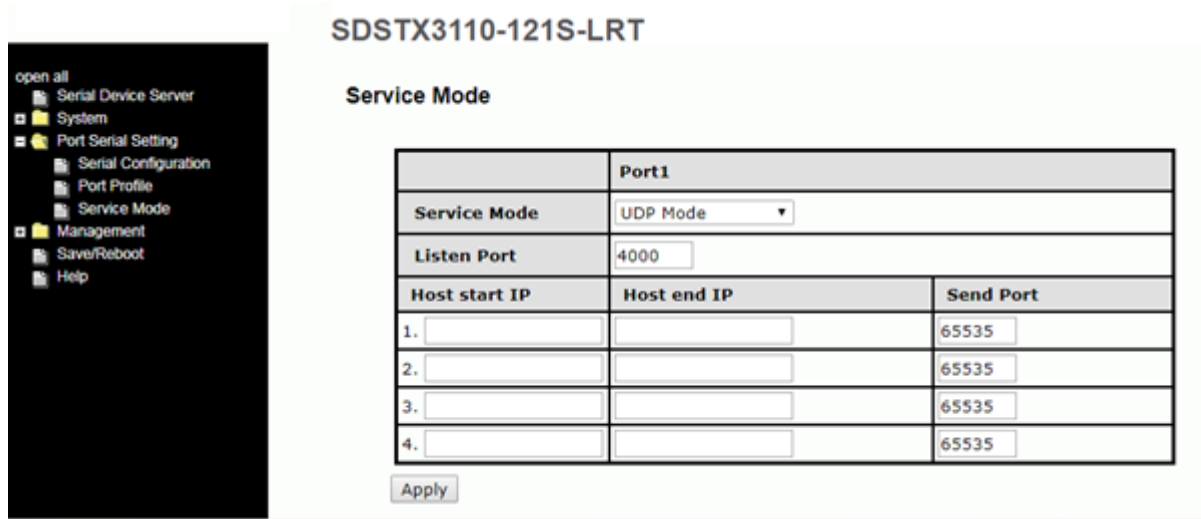 SDSTX3110-121S-LRT
open all
Serial Device Server
System
Port Serial Setting
Serial Configuration
Port Profile
Service Mode
Management
Save/Reboot
Help
Service Mode
Port1
Service Mode UDP Mode
Listen Port 4000
Host start IP Host end IP Send Port
1. 65535
2. 65535
3. 65535
4. 65535
Apply